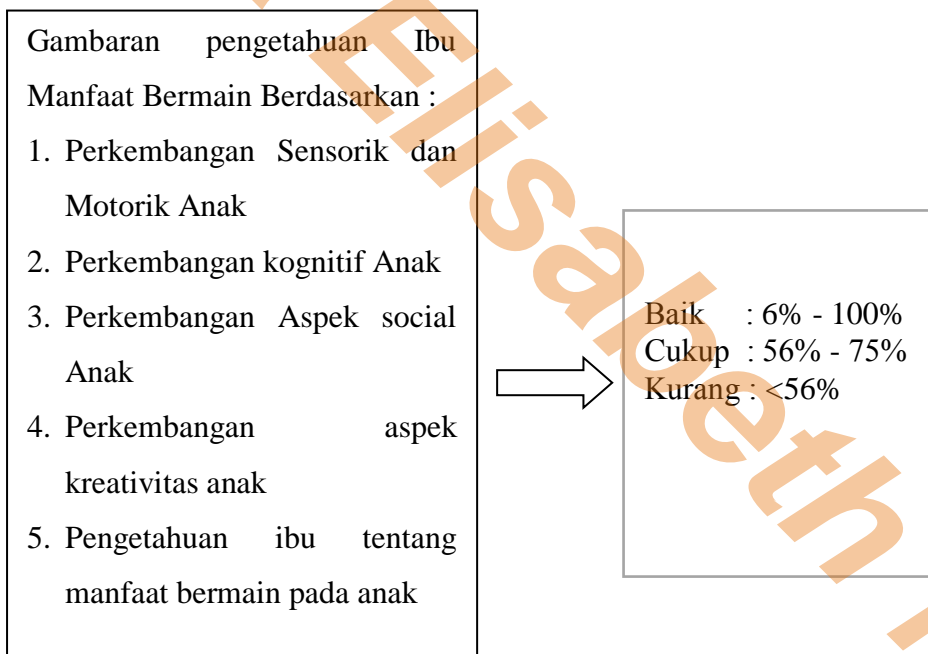 Gambaran pengetahuan Ibu
Manfaat Bermain Berdasarkan :
1. Perkembangan Sensorik dan
Motorik Anak
2. Perkembangan kognitif Anak
3. Perkembangan Aspek social
Anak
4. Perkembangan aspek
kreativitas anak
5. Pengetahuan ibu tentang
manfaat bermain pada anak
Baik : 6% - 100%
Cukup : 56% - 75%
Kurang : <56%
Elisabeth